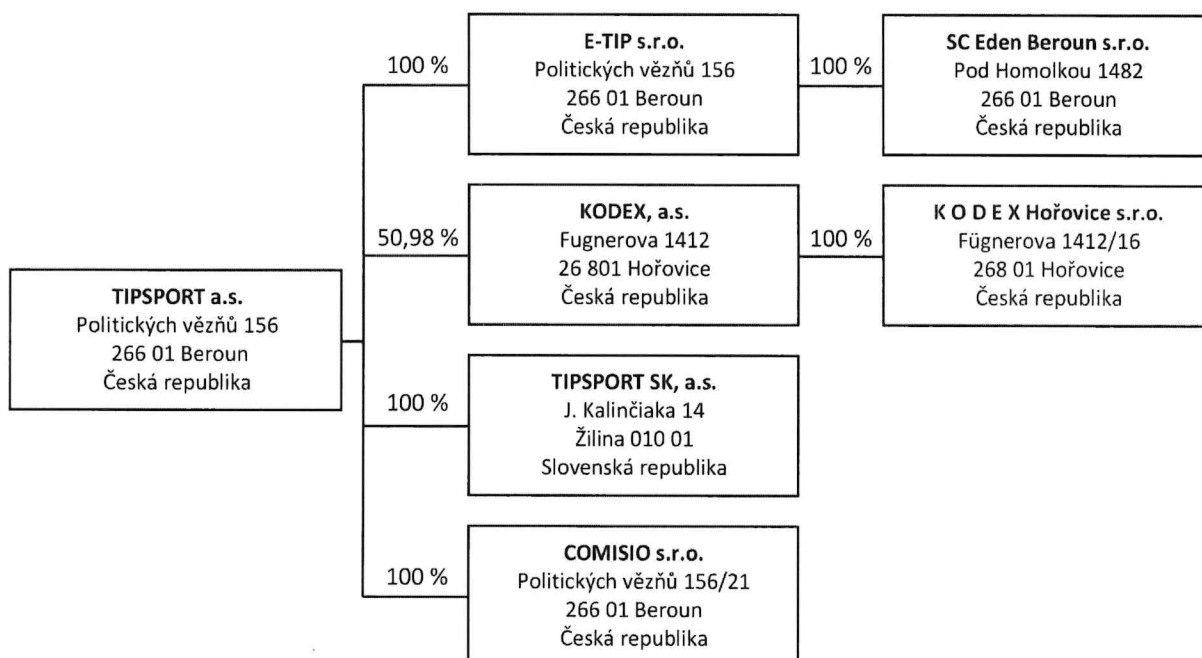 TIPSPORT a.s.
Politických vězňů 156
266 01 Beroun
Česká republika
100 %
E-TIP s.r.o.
Politických vězňů 156
266 01 Beroun
Česká republika
100 %
SC Eden Beroun s.r.o.
Pod Homolkou 1482
266 01 Beroun
Česká republika
50,98 %
KODEX, a.s.
Fugnerova 1412
26 801 Hořovice
Česká republika
100 %
K O D E X Hořovice s.r.o.
Fügnerova 1412/16
268 01 Hořovice
Česká republika
100 %
TIPSPORT SK, a.s.
J. Kalinčiaka 14
Žilina 010 01
Slovenská republika
100 %
COMISIO s.r.o.
Politických vězňů 156/21
266 01 Beroun
Česká republika